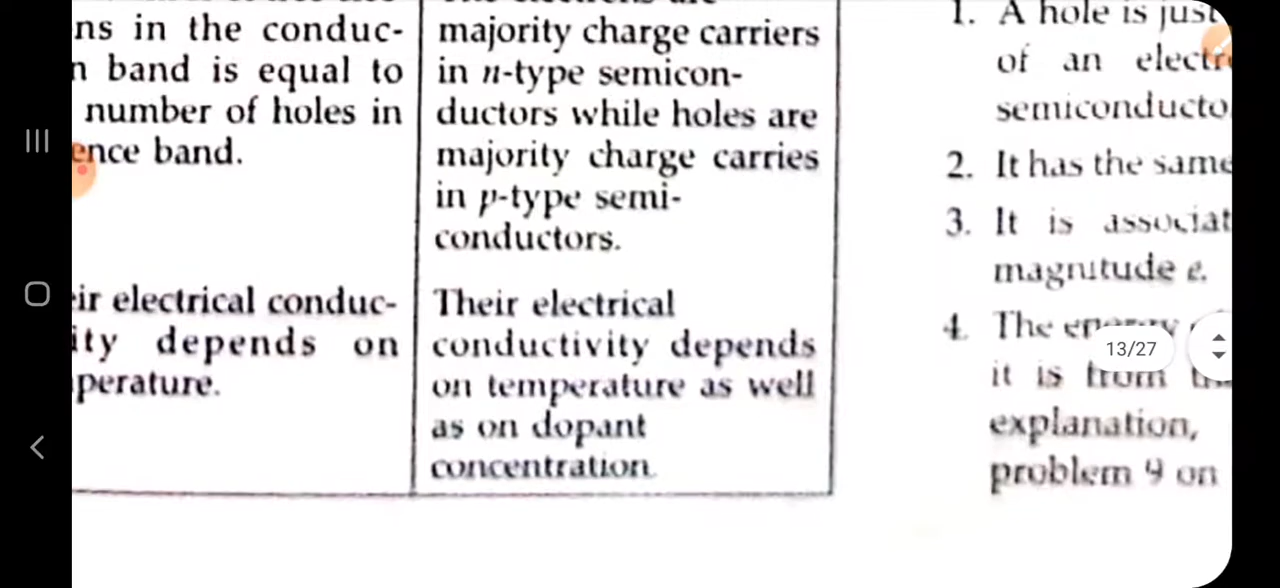 ns in the conduc-
n band is equal to
number of holes in
ence band.
eir electrical conduc-
ity depends on
perature.
majority charge carriers
in n-type semicon-
ductors while holes are
majority charge carries
in p-type semi-
conductors.
Their electrical
conductivity depends
on temperature as well
as on dopant
concentration.
1. A hole is just
of an electr
semiconducto
2. It has the same
3. It is associat
magnitude e.
4. The energy
it is from
explanation,
problem 9 on
13/27